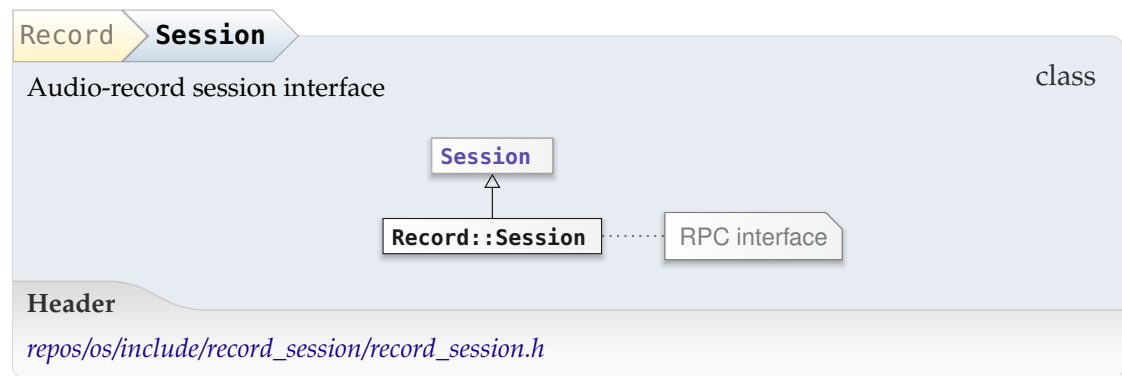 Record Session
Audio-record session interface
class
Session
Record::Session
RPC interface
Header
repos/os/include/record_session/record_session.h